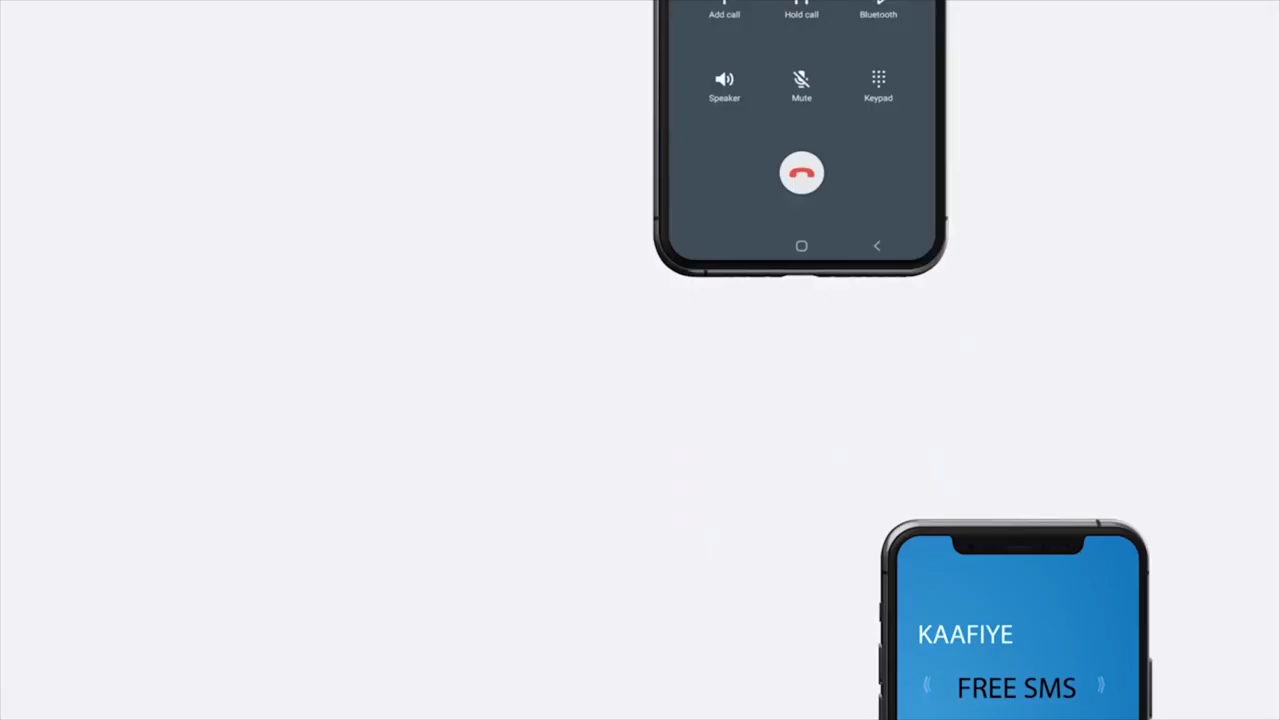 Add call Hold call Bluetooth
Speaker Mute Keypad
KAAFIYE
FREE SMS